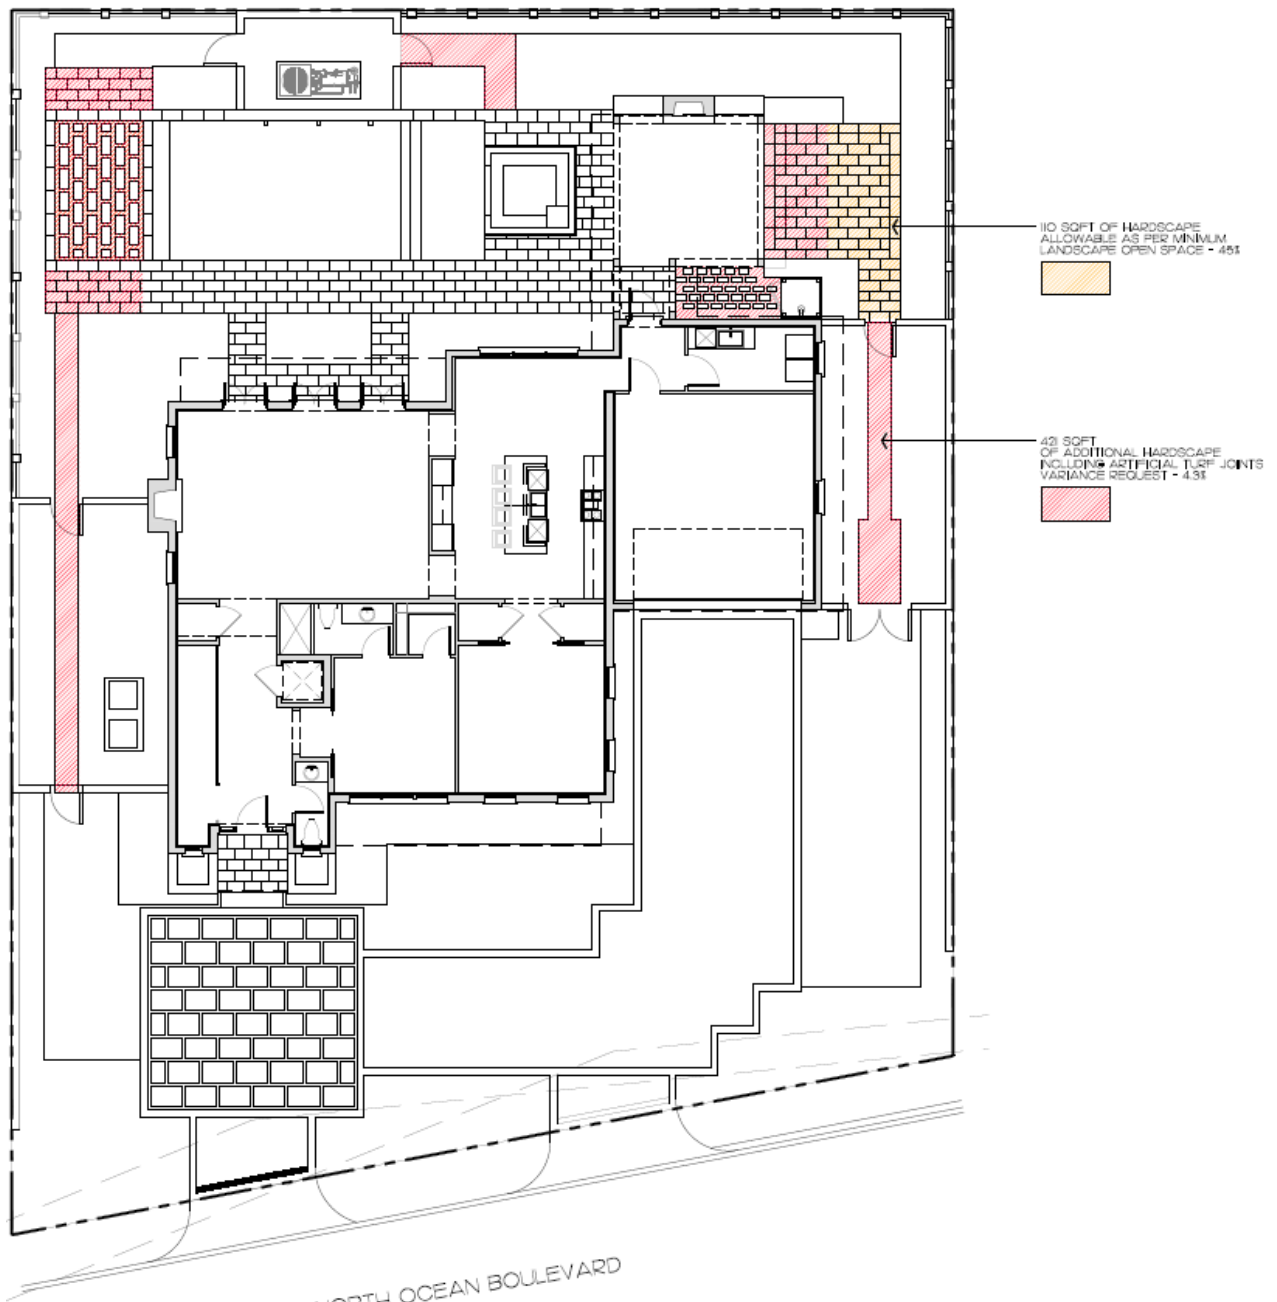 110 SQFT OF HARDSCAPE
ALLOWABLE AS PER MINIMUM
LANDSCAPE OPEN SPACE - 45%
421 SQFT
OF ADDITIONAL HARDSCAPE
INCLUDING ARTIFICIAL TURF JOINTS
VARIANCE REQUEST - 4.3%
NORTH OCEAN BOULEVARD